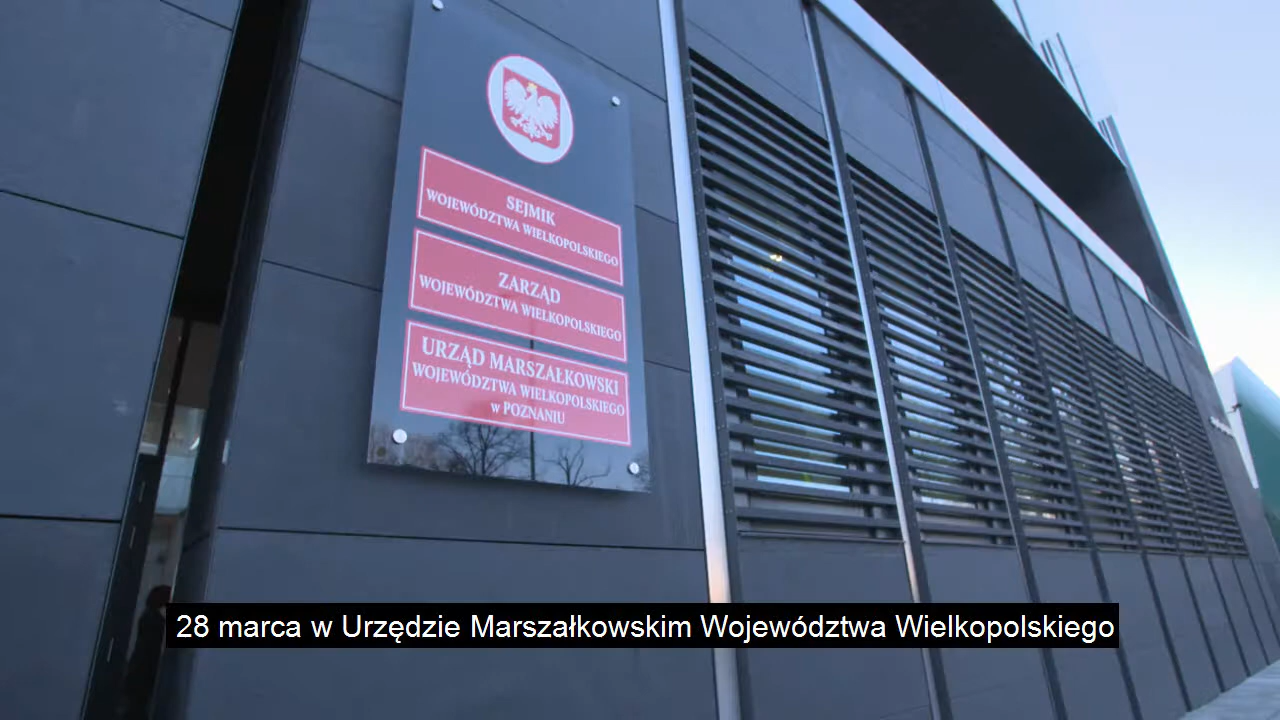 SEJMIK
WOJEWÓDZTWA WIELKOPOLSKIEGO
ZARZĄD
WOJEWÓDZTWA WIELKOPOLSKIEGO
URZĄD MARSZAŁKOWSKI
WOJEWÓDZTWA WIELKOPOLSKIEGO
w POZNANIU
28 marca w Urzędzie Marszałkowskim Województwa Wielkopolskiego